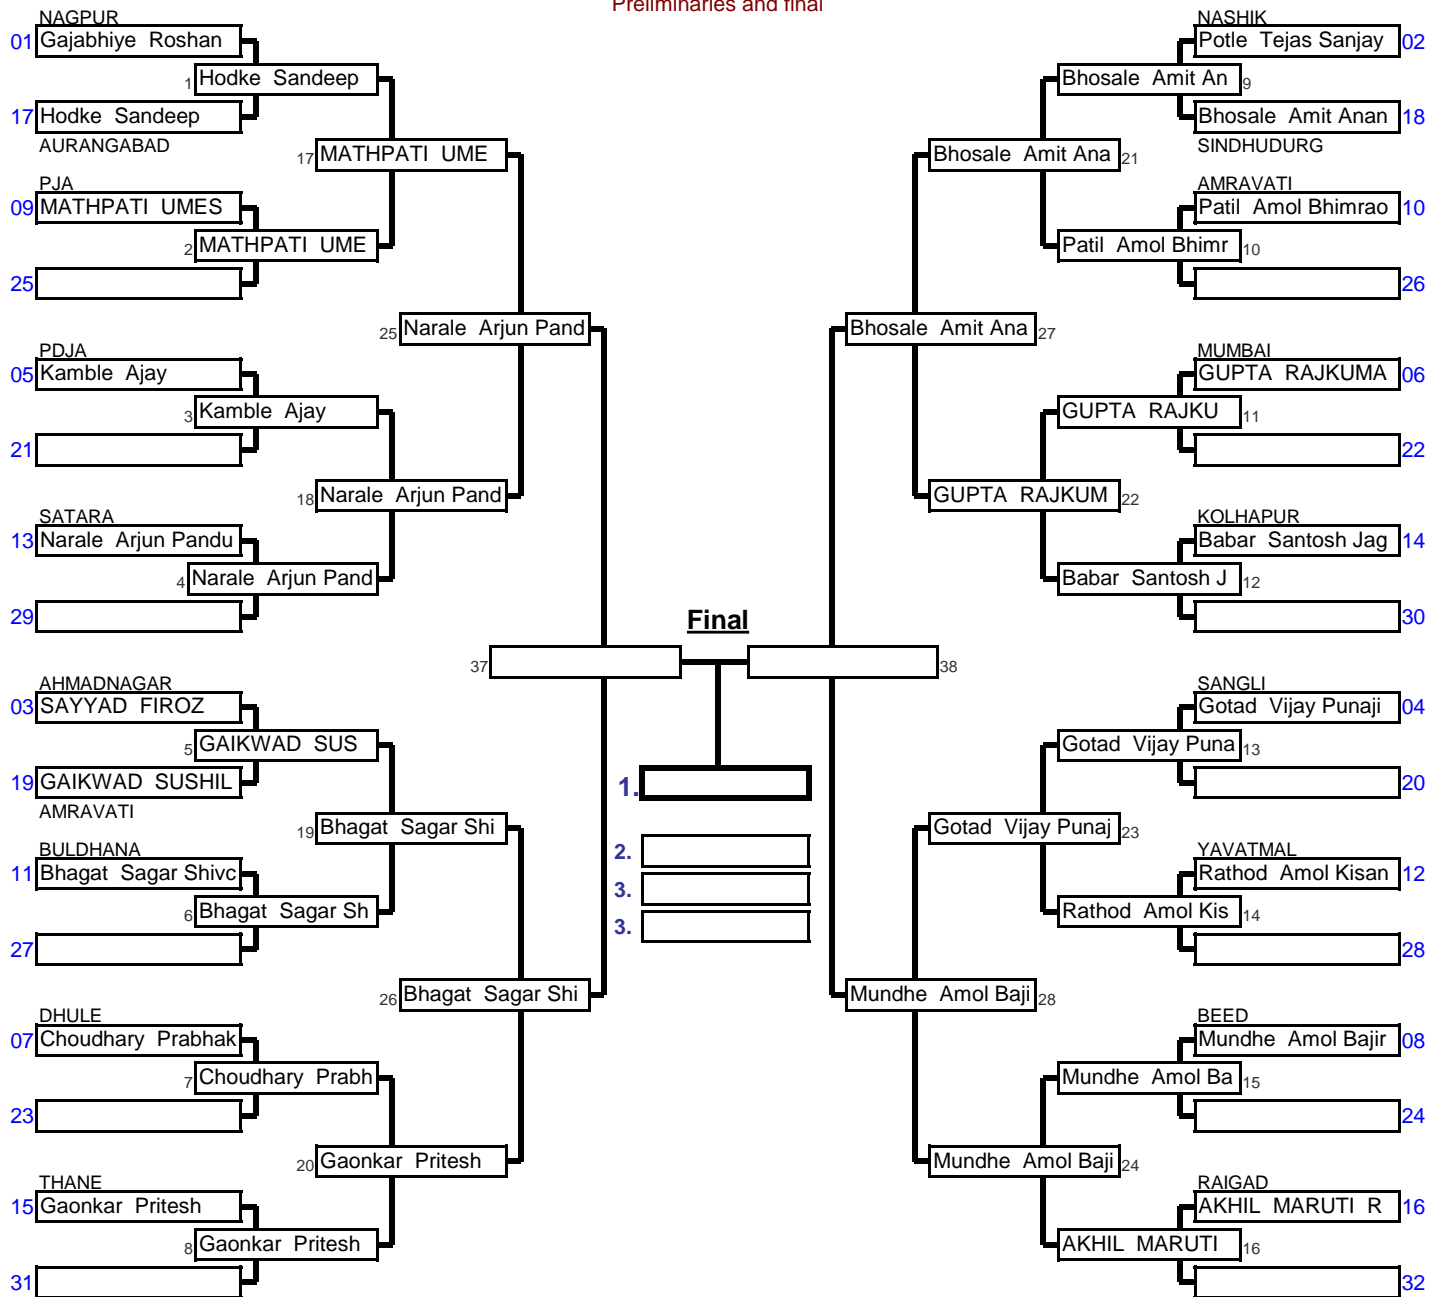 Preliminaries and final
NAGPUR
01 Gajabhiye Roshan
1 Hodke Sandeep
17 Hodke Sandeep
AURANGABAD
17 MATHPATI UME
PJA
09 MATHPATI UMES
2 MATHPATI UME
25
25 Narale Arjun Pand
PDJA
05 Kamble Ajay
3 Kamble Ajay
21
18 Narale Arjun Pand
SATARA
13 Narale Arjun Pandu
4 Narale Arjun Pand
29
37
AHMADNAGAR
03 SAYYAD FIROZ
5 GAIKWAD SUS
19 GAIKWAD SUSHIL
AMRAVATI
19 Bhagat Sagar Shi
BULDHANA
11 Bhagat Sagar Shivc
6 Bhagat Sagar Sh
27
26 Bhagat Sagar Shi
DHULE
07 Choudhary Prabhak
7 Choudhary Prabh
23
20 Gaonkar Pritesh
THANE
15 Gaonkar Pritesh
8 Gaonkar Pritesh
31
Final
1.
2.
3.
3.
NASHIK
Potle Tejas Sanjay 02
Bhosale Amit An 9
Bhosale Amit Anan 18
SINDHUDURG
Bhosale Amit Ana 21
AMRAVATI
Patil Amol Bhimrao 10
Patil Amol Bhimr 10
26
Bhosale Amit Ana 27
MUMBAI
GUPTA RAJKUMA 06
GUPTA RAJKU 11
22
GUPTA RAJKUM 22
KOLHAPUR
Babar Santosh Jag 14
Babar Santosh J 12
30
38
SANGLI
Gotad Vijay Punaji 04
Gotad Vijay Puna 13
20
Gotad Vijay Punaj 23
YAVATMAL
Rathod Amol Kisan 12
Rathod Amol Kis 14
28
Mundhe Amol Baji 28
BEED
Mundhe Amol Bajir 08
Mundhe Amol Ba 15
24
Mundhe Amol Baji 24
RAIGAD
AKHIL MARUTI R 16
AKHIL MARUTI 16
32